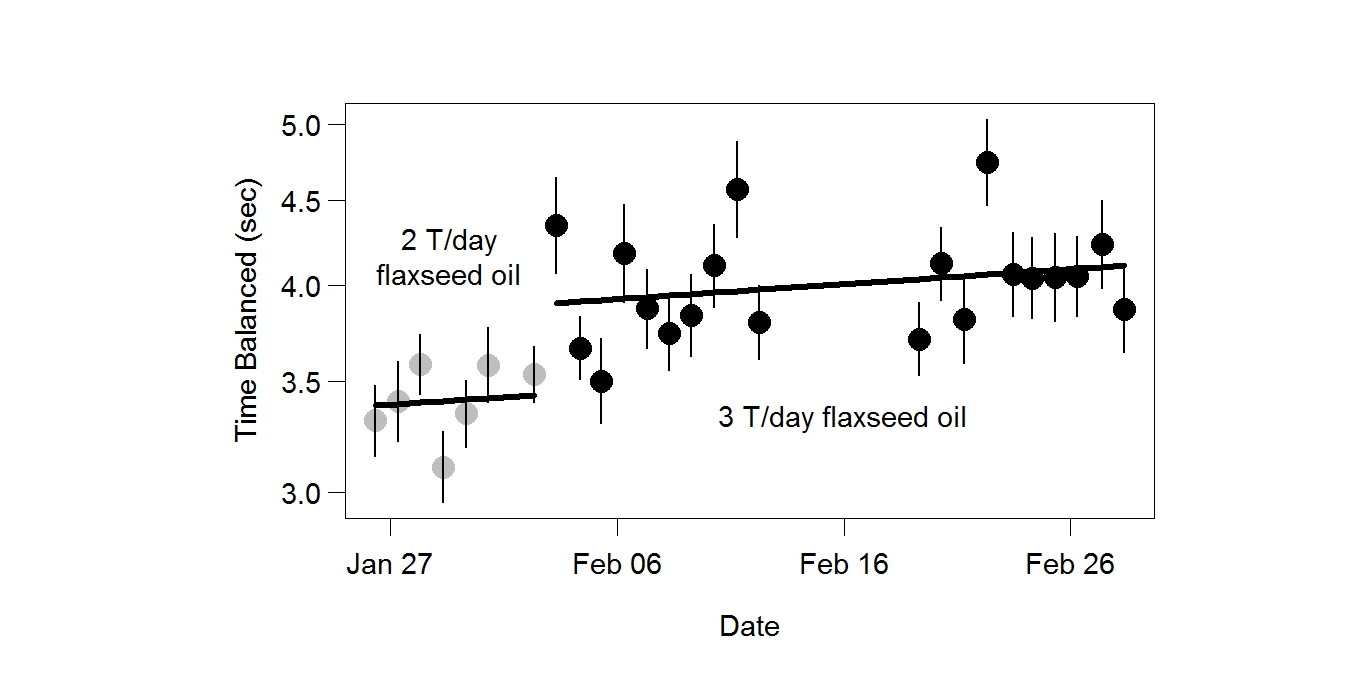 5.0
4.5
4.0
3.5
3.0
Time Balanced (sec)
2 T/day
flaxseed oil
3 T/day flaxseed oil
Jan 27
Feb 06
Feb 16
Feb 26
Date